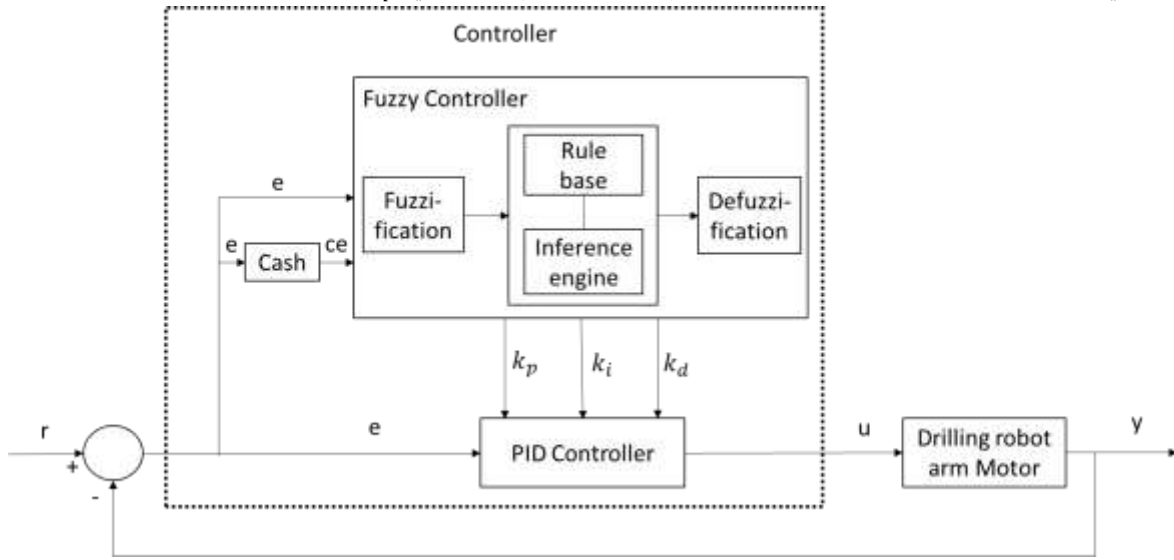 Controller
Fuzzy Controller
Rule
base
e
Fuzzi-
fication
Defuzzi-
fication
e
Cash
ce
Inference
engine
k_p
k_i
k_d
r
+
-
e
PID Controller
u
Drilling robot
arm Motor
y